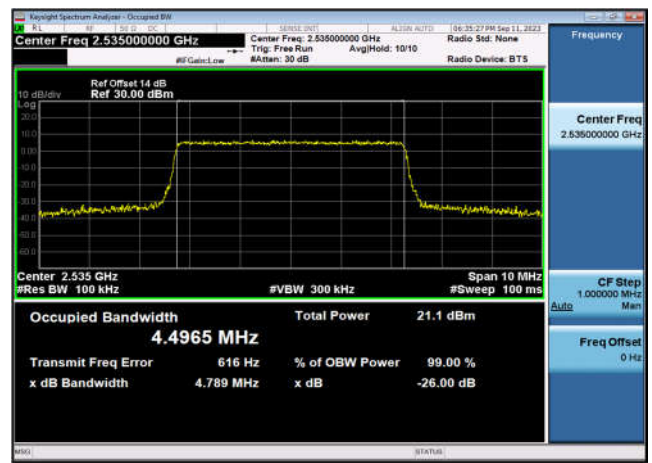 Keysight Spectrum Analyzer - Occupied BW
RL RF 50 Ω DC SENSE:INT ALIGN AUTO 06:35:27 PM Sep 11, 2023
Center Freq 2.535000000 GHz
Center Freq: 2.535000000 GHz
Radio Std: None
Trig: Free Run Avg|Hold: 10/10
#IFGain:Low #Atten: 30 dB Radio Device: BTS
Frequency
Ref Offset 14 dB
10 dB/div Ref 30.00 dBm
Log
20.0
10.0
0.00
-10.0
-20.0
-30.0
-40.0
-50.0
-60.0
Center 2.535 GHz Span 10 MHz
#Res BW 100 kHz #VBW 300 kHz #Sweep 100 ms
Occupied Bandwidth Total Power 21.1 dBm
4.4965 MHz
Transmit Freq Error 616 Hz % of OBW Power 99.00 %
x dB Bandwidth 4.789 MHz x dB -26.00 dB
Center Freq
2.535000000 GHz
CF Step
1.000000 MHz
Auto Man
Freq Offset
0 Hz
MSG STATUS